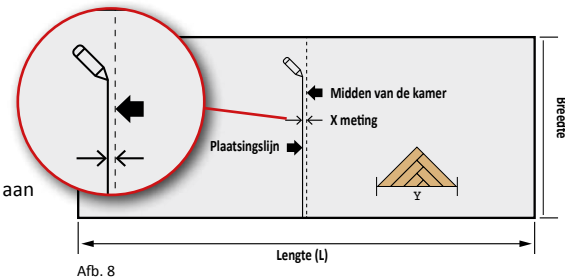 Midden van de kamer
X meting
Plaatsingslijn
Breedte
aan
Y
Lengte (L)
Afb. 8